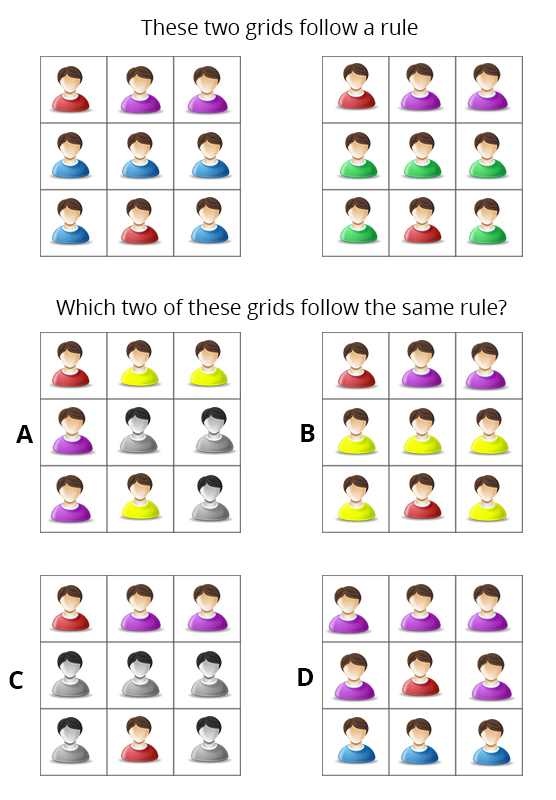 These two grids follow a rule
Which two of these grids follow the same rule?
A
B
C
D